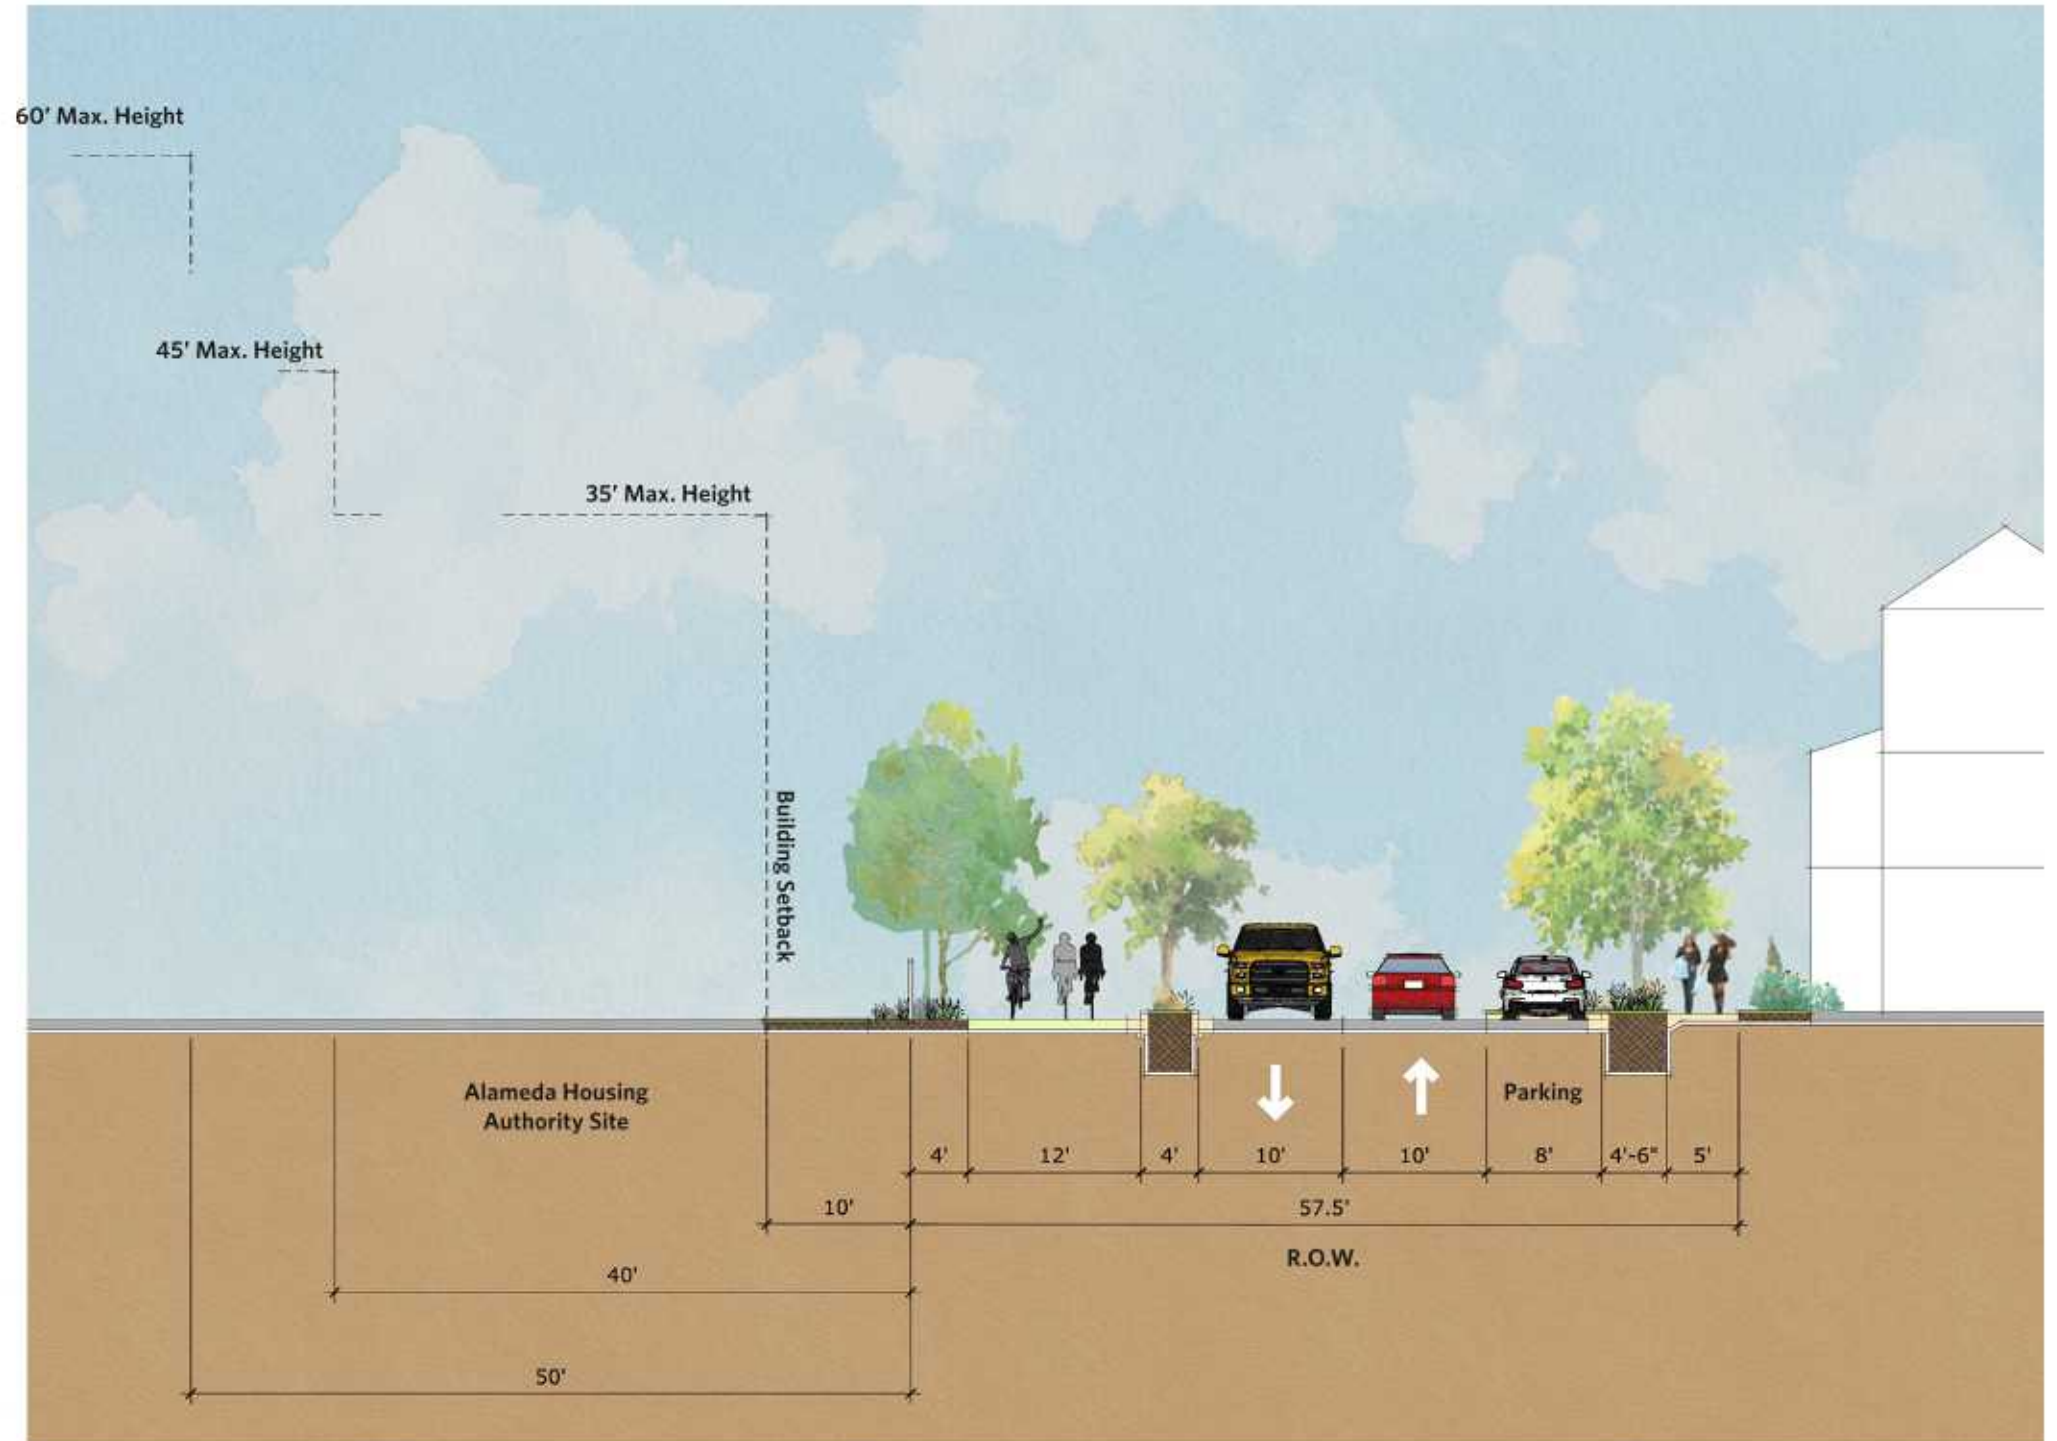 60' Max. Height
45' Max. Height
35' Max. Height
Building Setback
Alameda Housing
Authority Site
Parking
4'
12'
4'
10'
10'
8'
4'-6"
5'
10'
57.5'
R.O.W.
40'
50'